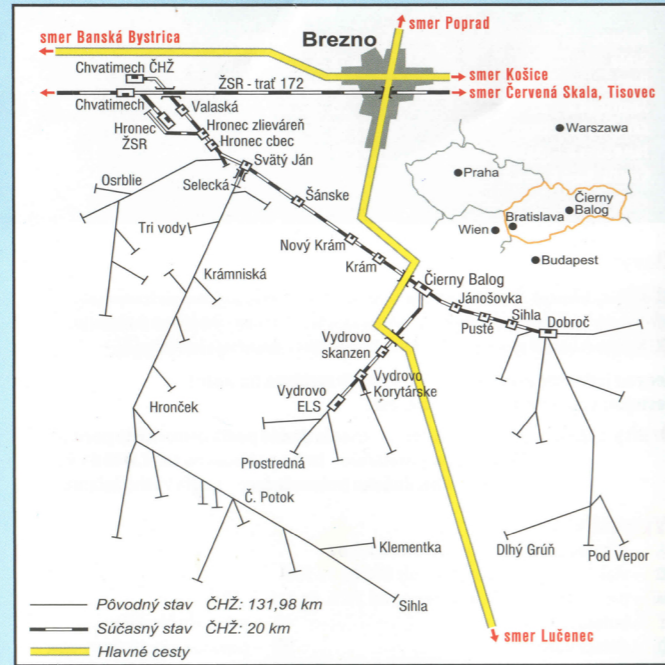 smer Poprad
smer Banská Bystrica
Brezno
Chvatimech ČHŽ
ŽSR - trať 172
smer Košice
Chvatimech
smer Červená Skala, Tisovec
Valaská
Hronec
ŽSR
Hronec zlieváreň
Hronec cbec
Svätý Ján
Osrblie
Selecká
Šánske
Tri vody
Nový Krám
Krám
Krámniská
Čierny Balog
Jánošovka
Pusté
Sihla
Dobroč
Vydrovo
skanzen
Vydrovo
Korytárske
Vydrovo
ELS
Hronček
Prostredná
Č. Potok
Klementka
Sihla
Dlhý Grúň
Pod Vepor
Warszawa
Praha
Čierny
Balog
Bratislava
Wien
Budapest
Pôvodný stav ČHŽ: 131,98 km
Súčasný stav ČHŽ: 20 km
Hlavné cesty
smer Lučenec